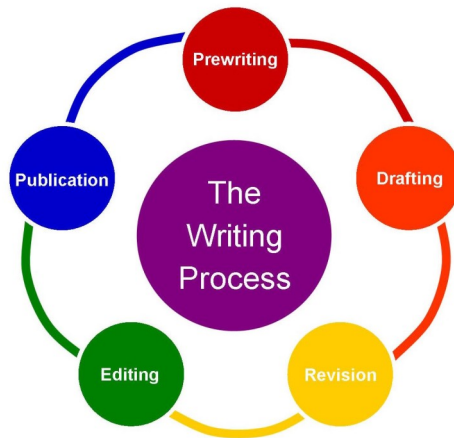 Prewriting
Publication
Drafting
The
Writing
Process
Editing
Revision